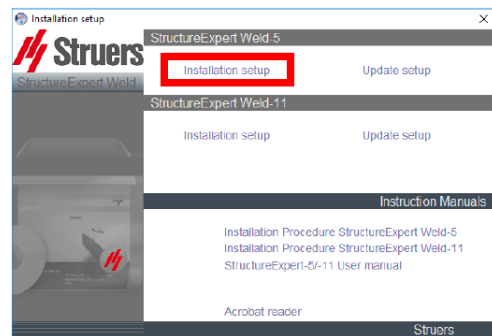 Installation setup
Struers
StructureExpert Weld
StructureExpert Weld-5
Installation setup Update setup
StructureExpert Weld-11
Installation setup Update setup
Instruction Manuals
Installation Procedure StructureExpert Weld-5
Installation Procedure StructureExpert Weld-11
StructureExpert-5/-11 User manual
Acrobat reader
Struers